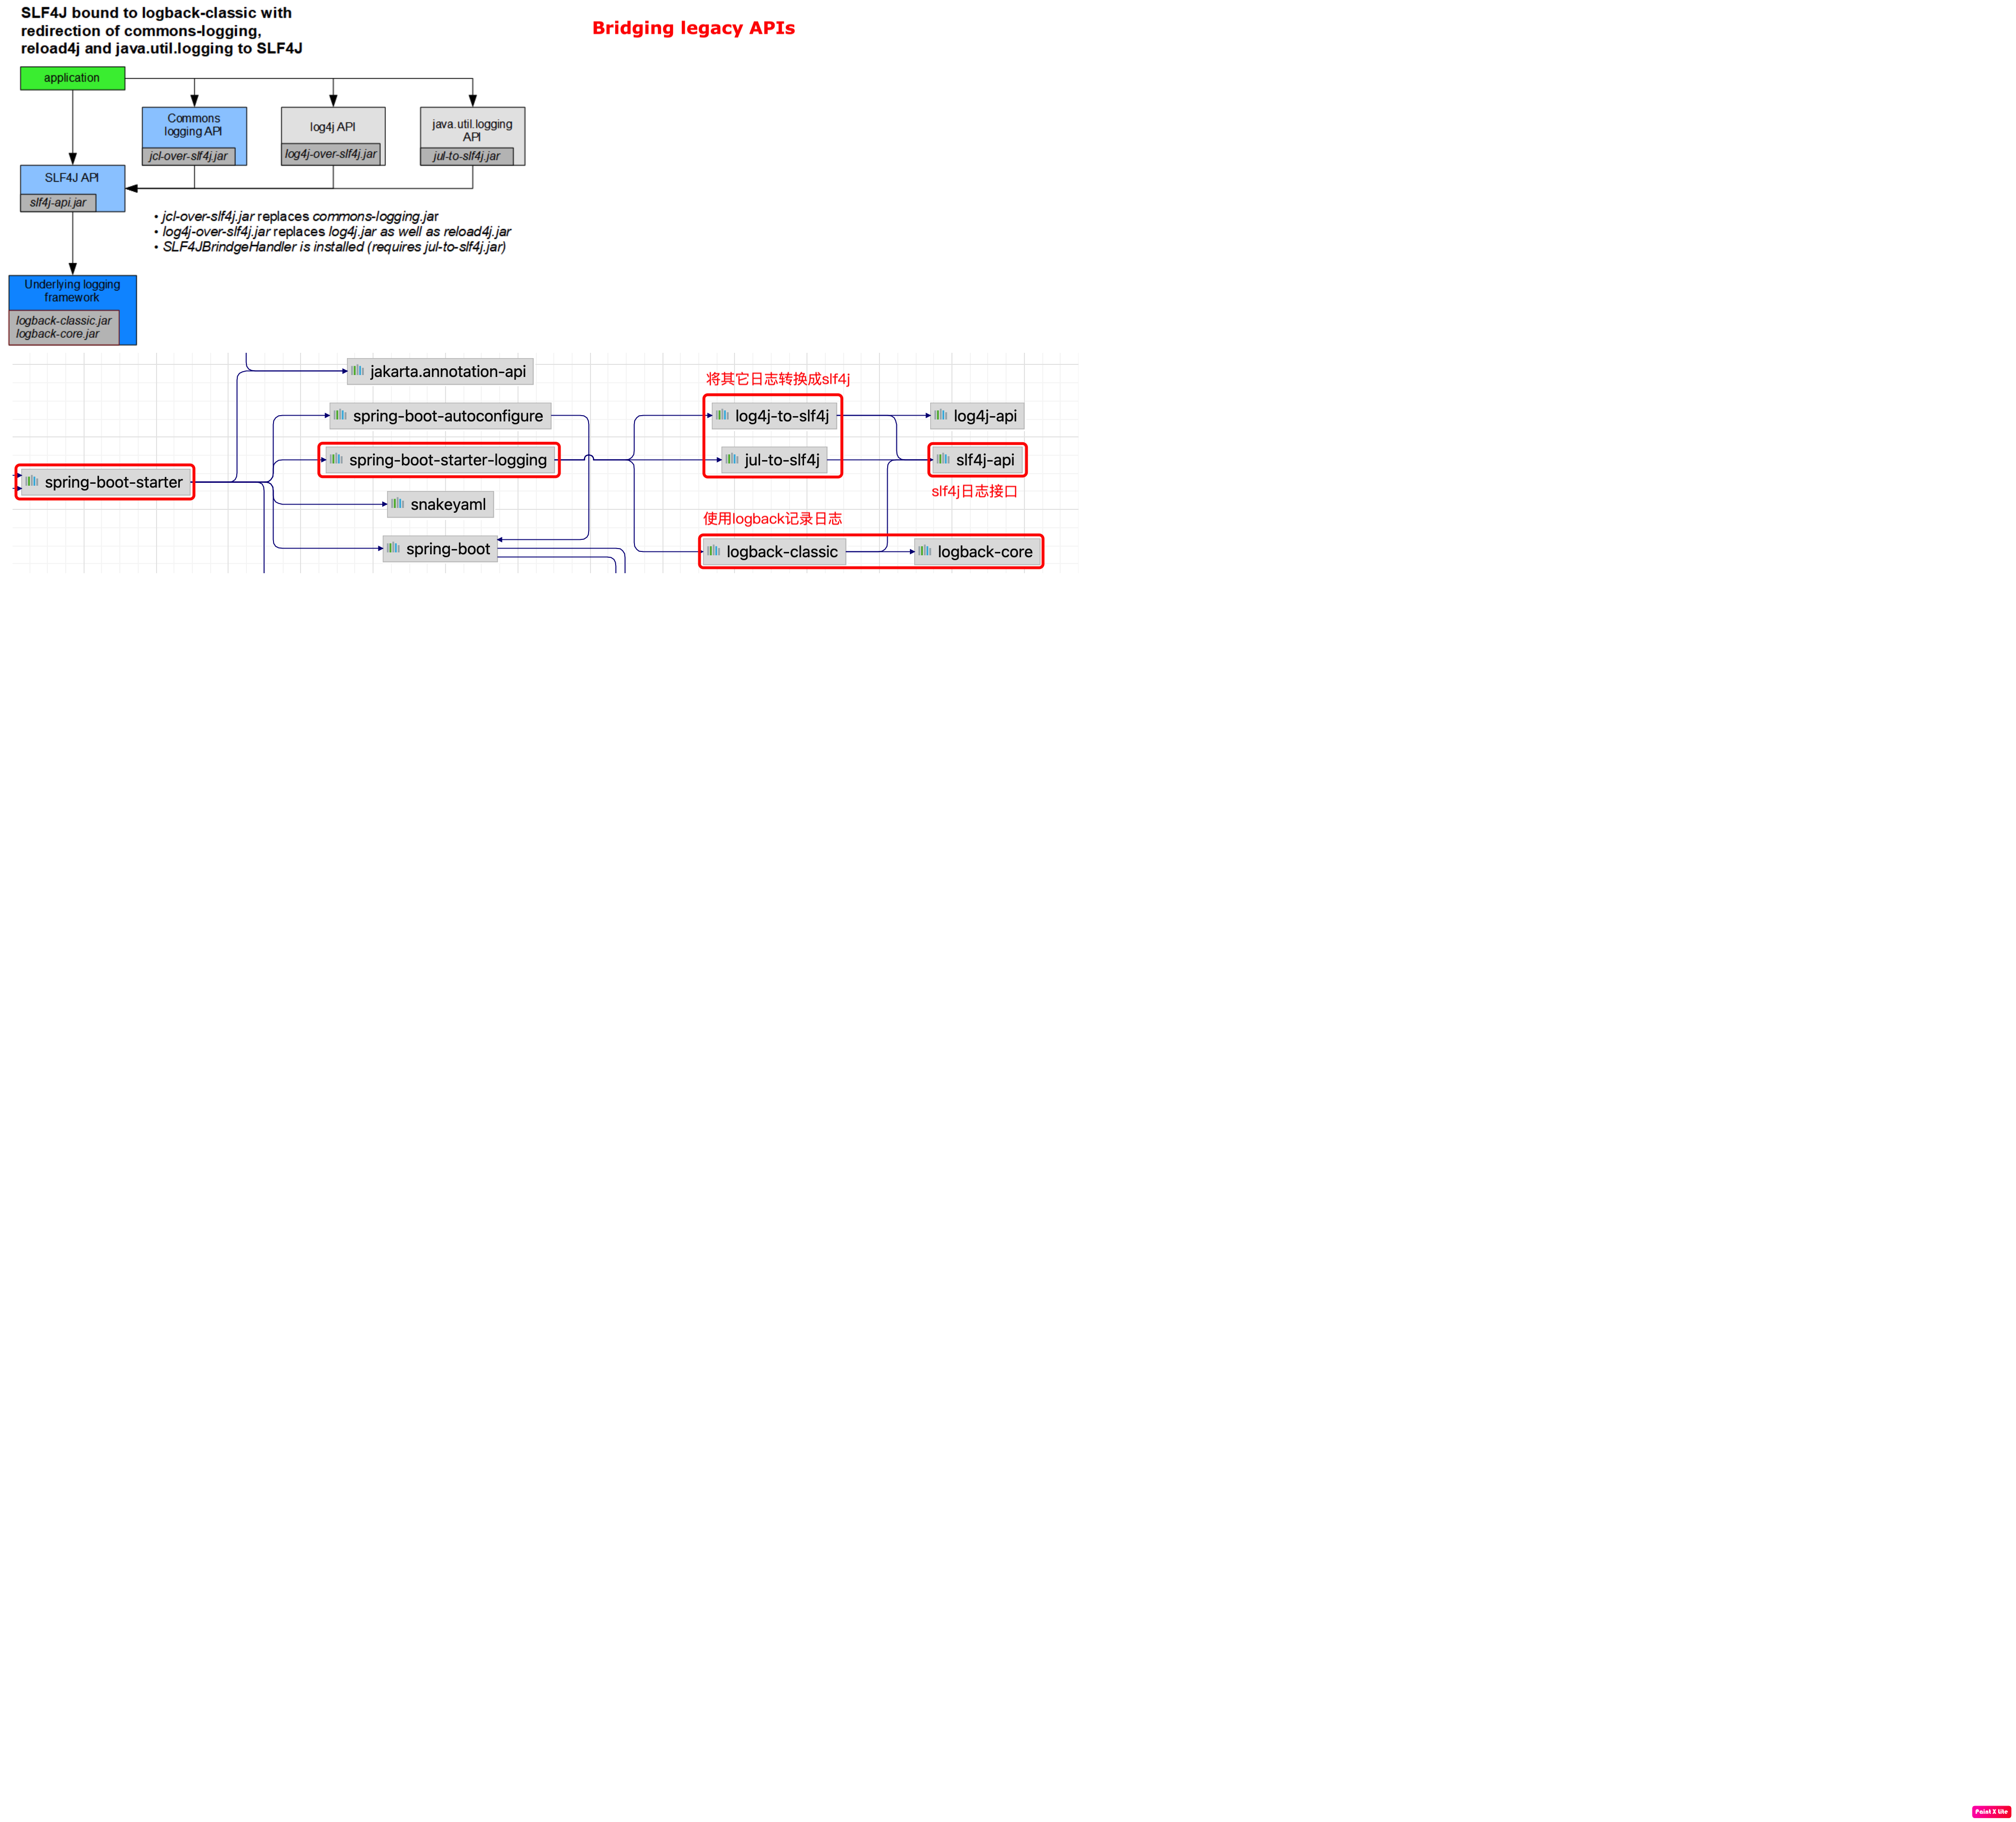 SLF4J bound to logback-classic with
redirection of commons-logging,
reload4j and java.util.logging to SLF4J
Bridging legacy APIs
application
Commons
logging API
jcl-over-slf4j.jar
log4j API
log4j-over-slf4j.jar
java.util.logging
API
jul-to-slf4j.jar
SLF4J API
slf4j-api.jar
• jcl-over-slf4j.jar replaces commons-logging.jar
• log4j-over-slf4j.jar replaces log4j.jar as well as reload4j.jar
• SLF4JBrindgeHandler is installed (requires jul-to-slf4j.jar)
Underlying logging
framework
logback-classic.jar
logback-core.jar
jakarta.annotation-api
将其它日志转换成slf4j
spring-boot-autoconfigure
log4j-to-slf4j
log4j-api
spring-boot-starter-logging
jul-to-slf4j
slf4j-api
spring-boot-starter
slf4j日志接口
snakeyaml
使用logback记录日志
spring-boot
logback-classic
logback-core
Point X Lite